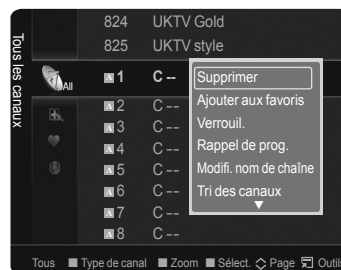 824 UKTV Gold
825 UKTV style
Tous les canaux
All
A 1 C --
A 2 C --
A 3 C --
A 4 C --
A 5 C --
A 6 C --
A 7 C --
A 8 C --
Supprimer
Ajouter aux favoris
Verrouil.
Rappel de prog.
Modifi. nom de chaîne
Tri des canaux
Tous Type de canal Zoom Sélect. Page Outils